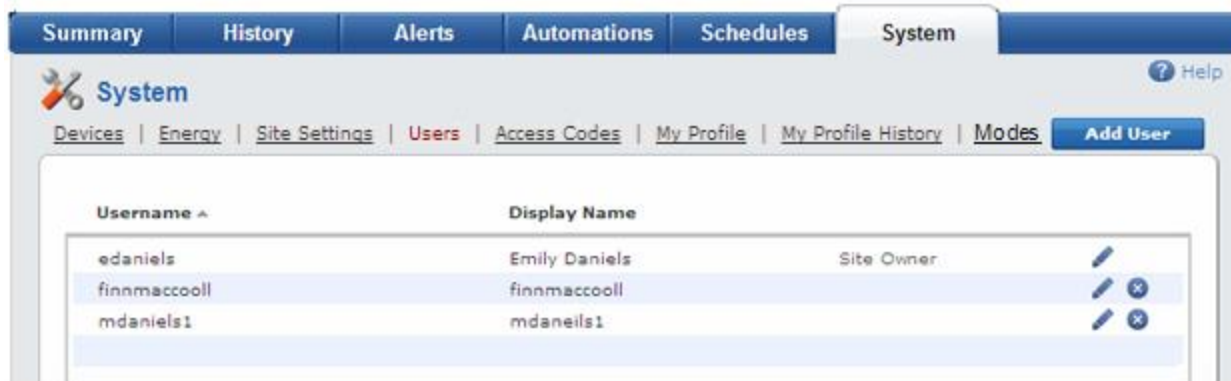 Summary History Alerts Automations Schedules System
Help
System
Devices | Energy | Site Settings | Users | Access Codes | My Profile | My Profile History | Modes Add User
Username Display Name
edaniels Emily Daniels Site Owner
finnmaccooll finnmaccooll
mdaniels1 mdaneils1